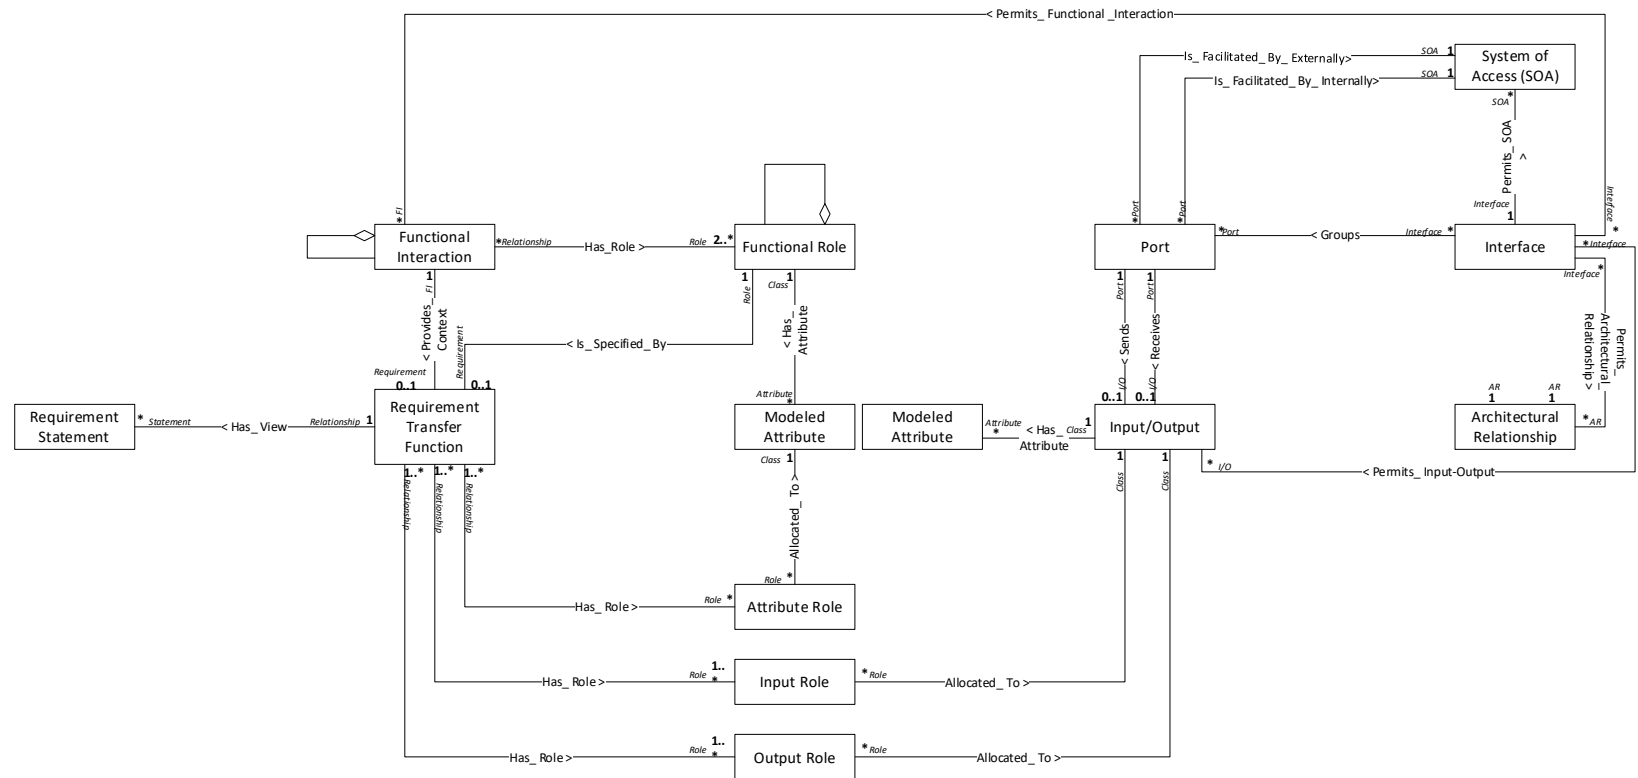 < Permits_ Functional _Interaction
Is_ Facilitated_ By_ Externally>
SOA 1
System of
Access (SOA)
Is_ Facilitated_ By_ Internally>
SOA 1
*
SOA
Permits_ SOA
>
Interface
1
Interface
*
* FI
*Port
*Port
Functional
Interaction
*Relationship
Has_Role >
Role 2..*
Functional Role
Port
*Port
< Groups
Interface *
Interface
*Interface
Interface*
1
FI
1
Role
1
Class
1
Port
1
Port
< Provides_
Context
< Has_
Attribute
< Sends
< Receives
Permits_
Architectural_
Relationship >
< Is_ Specified_ By
Requirement
Requirement
0..1
0..1
Attribute
*
I/O
I/O
0..1
0..1
AR
1
AR
1
Requirement
Statement
* Statement
< Has_ View
Relationship 1
Requirement
Transfer
Function
Modeled
Attribute
Modeled
Attribute
Attribute
*
< Has_
Attribute
Class
1
Input/Output
Architectural
Relationship
*AR
1..*
1..*
1..*
Relationship
Relationship
Relationship
Class 1
Allocated_ To >
1
Class
1
Class
*
I/O
< Permits_ Input-Output
Role *
Has_ Role >
Role *
Attribute Role
Has_ Role >
Role
1..
*
Input Role
*Role
Allocated_ To >
Has_ Role >
Role
1..
*
Output Role
*Role
Allocated_ To >